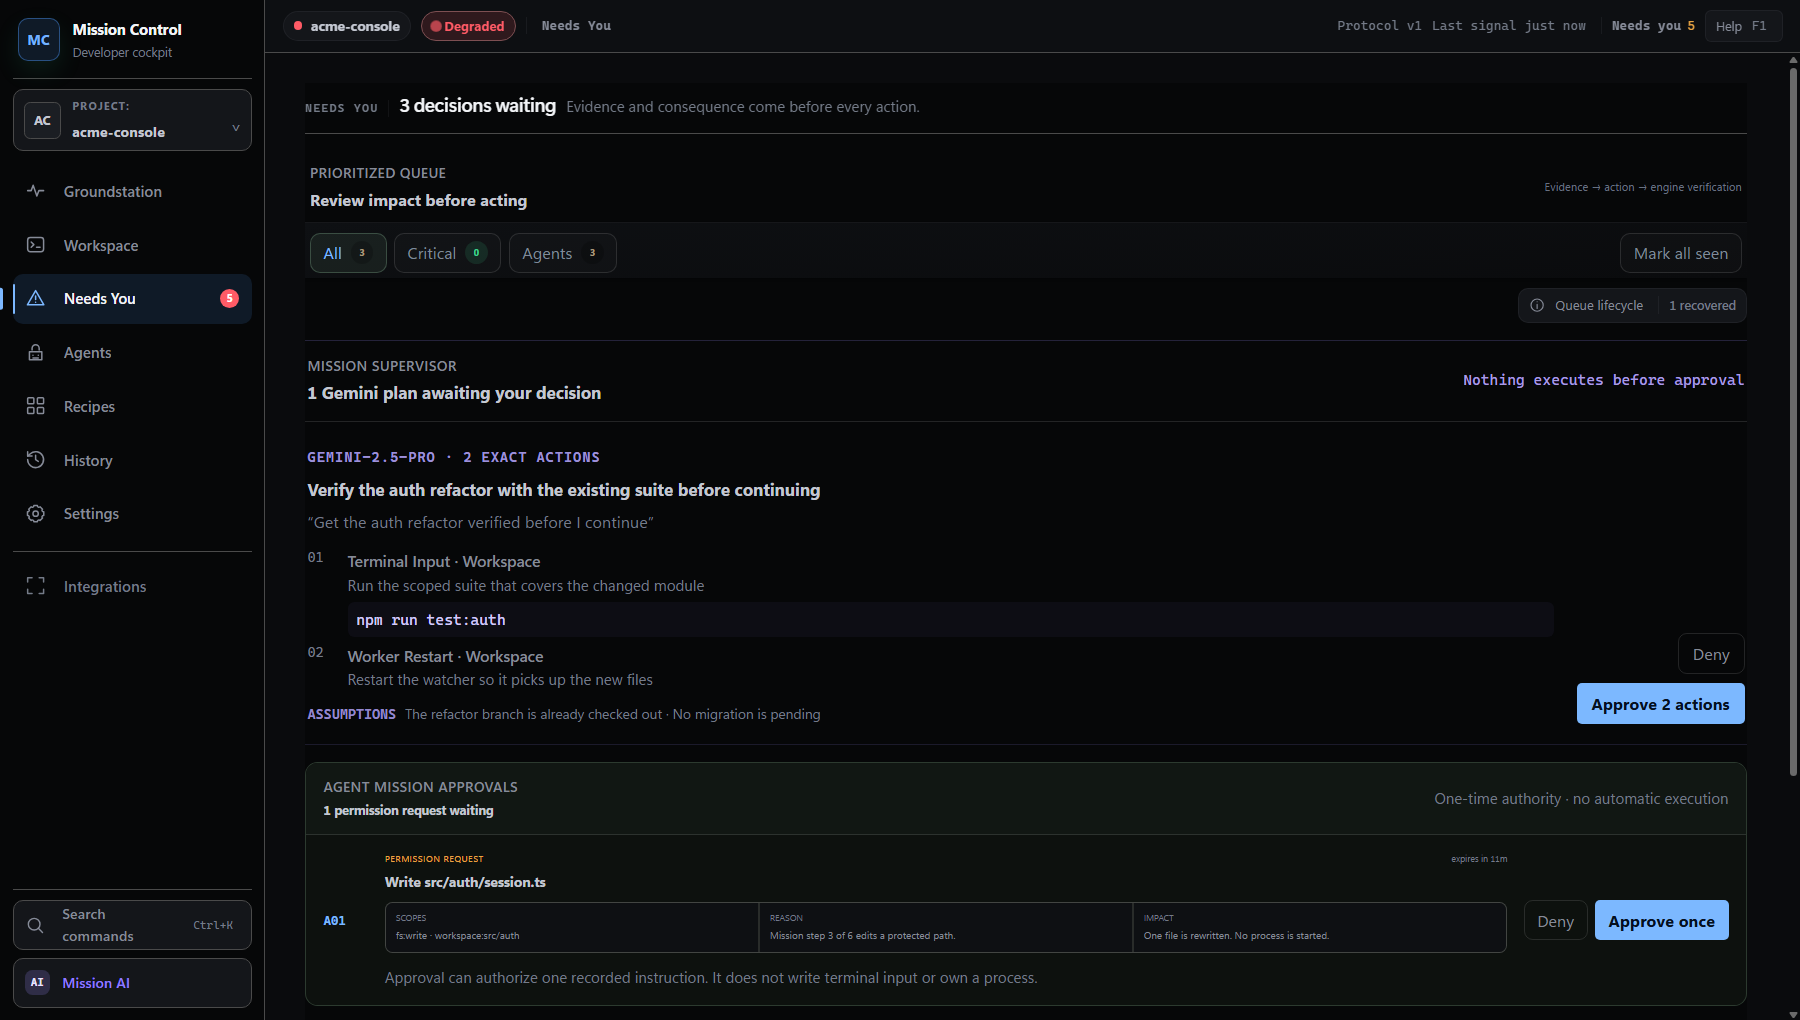 MC
Mission Control
Developer cockpit
AC
PROJECT:
acme-console
v
Groundstation
Workspace
Needs You 5
Agents
Recipes
History
Settings
Integrations
Search commands Ctrl+K
AI Mission AI
acme-console
Degraded
Needs You
Protocol v1 Last signal just now
Needs you 5
Help F1
NEEDS YOU 3 decisions waiting Evidence and consequence come before every action.
PRIORITIZED QUEUE
Review impact before acting
Evidence → action → engine verification
All 3 Critical 0 Agents 3
Mark all seen
Queue lifecycle 1 recovered
MISSION SUPERVISOR
1 Gemini plan awaiting your decision
Nothing executes before approval
GEMINI-2.5-PRO · 2 EXACT ACTIONS
Verify the auth refactor with the existing suite before continuing
“Get the auth refactor verified before I continue”
01 Terminal Input · Workspace
Run the scoped suite that covers the changed module
npm run test:auth
02 Worker Restart · Workspace
Restart the watcher so it picks up the new files
ASSUMPTIONS The refactor branch is already checked out · No migration is pending
Deny
Approve 2 actions
AGENT MISSION APPROVALS
1 permission request waiting
One-time authority · no automatic execution
PERMISSION REQUEST
expires in 11m
Write src/auth/session.ts
A01
SCOPES
fs:write · workspace:src/auth
REASON
Mission step 3 of 6 edits a protected path.
IMPACT
One file is rewritten. No process is started.
Deny
Approve once
Approval can authorize one recorded instruction. It does not write terminal input or own a process.